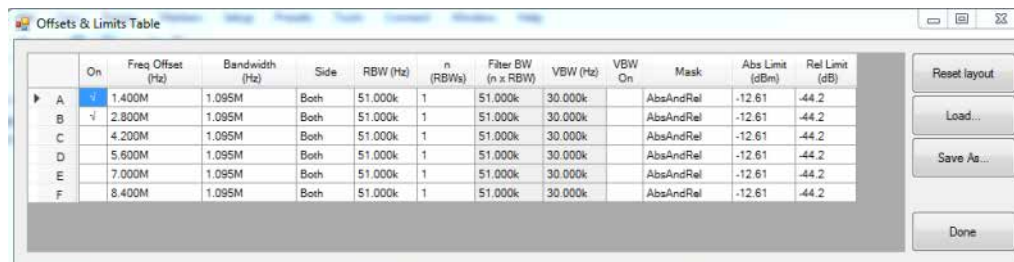 Offsets & Limits Table
On Freq Offset (Hz) Bandwidth (Hz) Side RBW (Hz) n (RBWs) Filter BW (n x RBW) VBW (Hz) VBW On Mask Abs Limit (dBm) Rel Limit (dB)
A √ 1.400M 1.095M Both 51.000k 1 51.000k 30.000k AbsAndRel -12.61 -44.2
B √ 2.800M 1.095M Both 51.000k 1 51.000k 30.000k AbsAndRel -12.61 -44.2
C 4.200M 1.095M Both 51.000k 1 51.000k 30.000k AbsAndRel -12.61 -44.2
D 5.600M 1.095M Both 51.000k 1 51.000k 30.000k AbsAndRel -12.61 -44.2
E 7.000M 1.095M Both 51.000k 1 51.000k 30.000k AbsAndRel -12.61 -44.2
F 8.400M 1.095M Both 51.000k 1 51.000k 30.000k AbsAndRel -12.61 -44.2
Reset layout
Load...
Save As...
Done